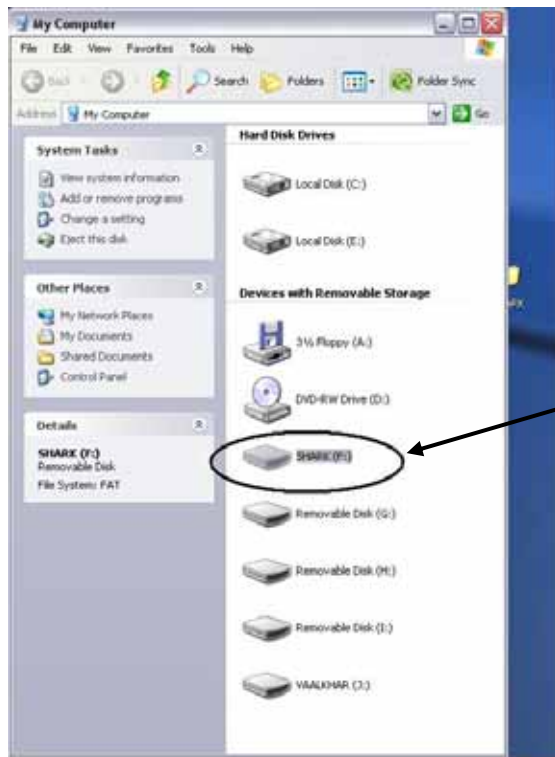 My Computer
File Edit View Favorites Tools Help
Back Search Folders Folder Sync
Address My Computer Go
System Tasks
View system information
Add or remove programs
Change a setting
Eject this disk
Other Places
My Network Places
My Documents
Shared Documents
Control Panel
Details
SHARK (F:)
Removable Disk
File System: FAT
Hard Disk Drives
Local Disk (C:)
Local Disk (E:)
Devices with Removable Storage
3½ Floppy (A:)
DVD-RW Drive (D:)
SHARK (F:)
Removable Disk (G:)
Removable Disk (H:)
Removable Disk (I:)
VAALKHAR (J:)